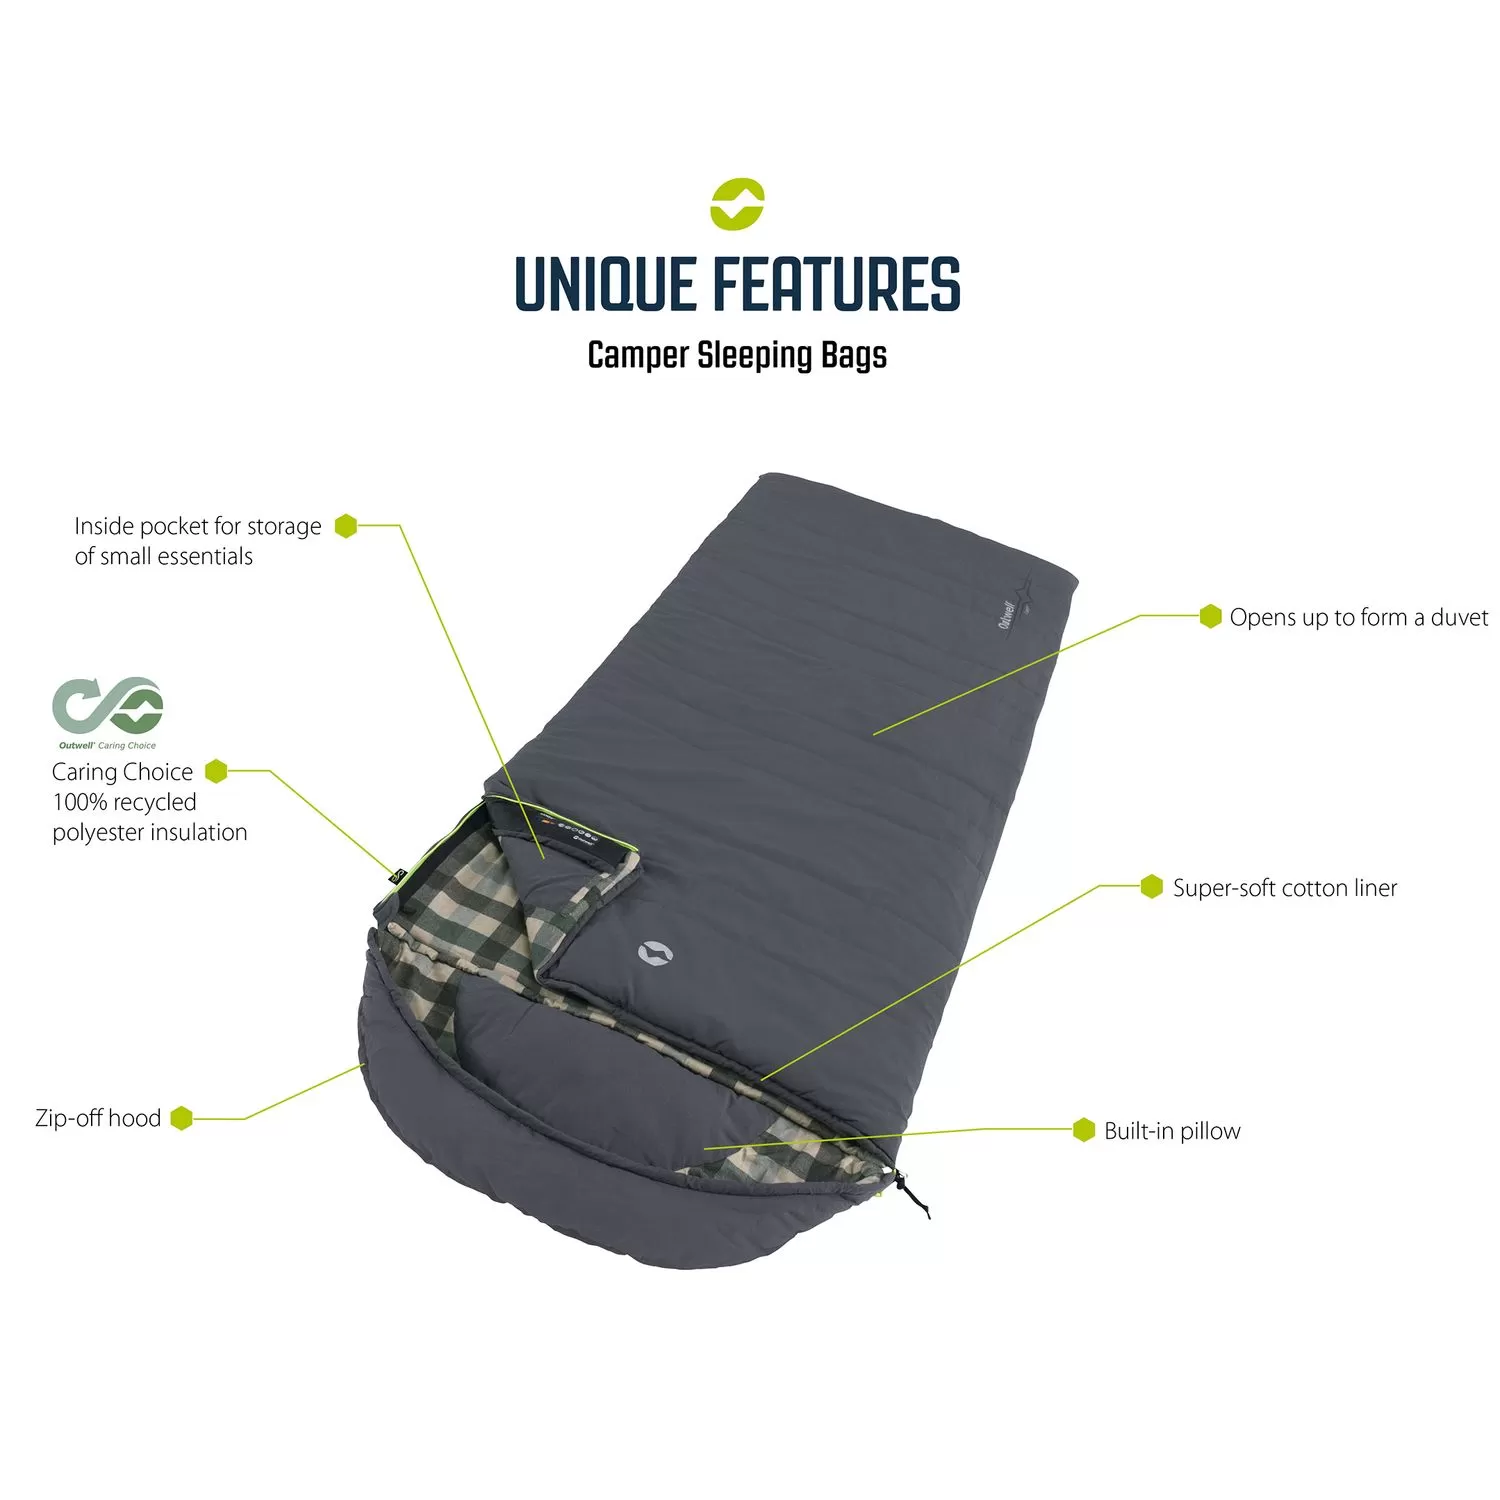 UNIQUE FEATURES
Camper Sleeping Bags
Inside pocket for storage
of small essentials
Opens up to form a duvet
Outwell
Outwell® Caring Choice
Caring Choice
100% recycled
polyester insulation
Super-soft cotton liner
Zip-off hood
Built-in pillow